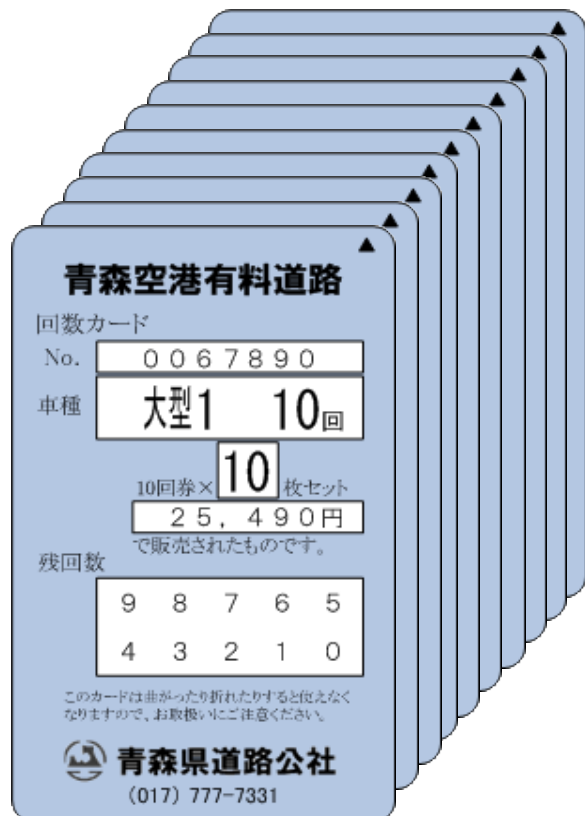 青森空港有料道路
回数カード
No. 0067890
車種 大型1 10回
10回券×10枚セット
25,490円
で販売されたものです。
残回数
9 8 7 6 5
4 3 2 1 0
このカードは曲がったり折れたりすると使えなく
なりますので、お取扱いにご注意ください。
青森県道路公社
(017) 777-7331